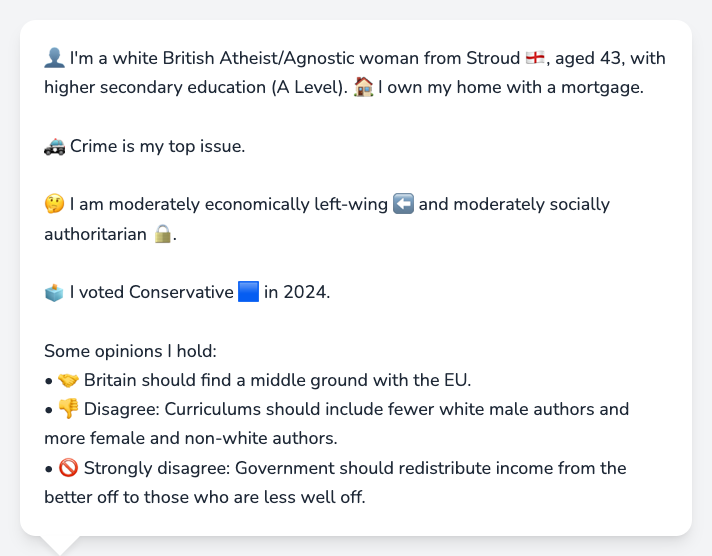 👤 I'm a white British Atheist/Agnostic woman from Stroud 🏴󠁧󠁢󠁥󠁮󠁧󠁿, aged 43, with
higher secondary education (A Level). 🏠 I own my home with a mortgage.
🚓 Crime is my top issue.
🤔 I am moderately economically left-wing ⬅️ and moderately socially
authoritarian 🔒.
🗳️ I voted Conservative 🟦 in 2024.
Some opinions I hold:
• 🤝 Britain should find a middle ground with the EU.
• 👎 Disagree: Curriculums should include fewer white male authors and
more female and non-white authors.
• 🚫 Strongly disagree: Government should redistribute income from the
better off to those who are less well off.